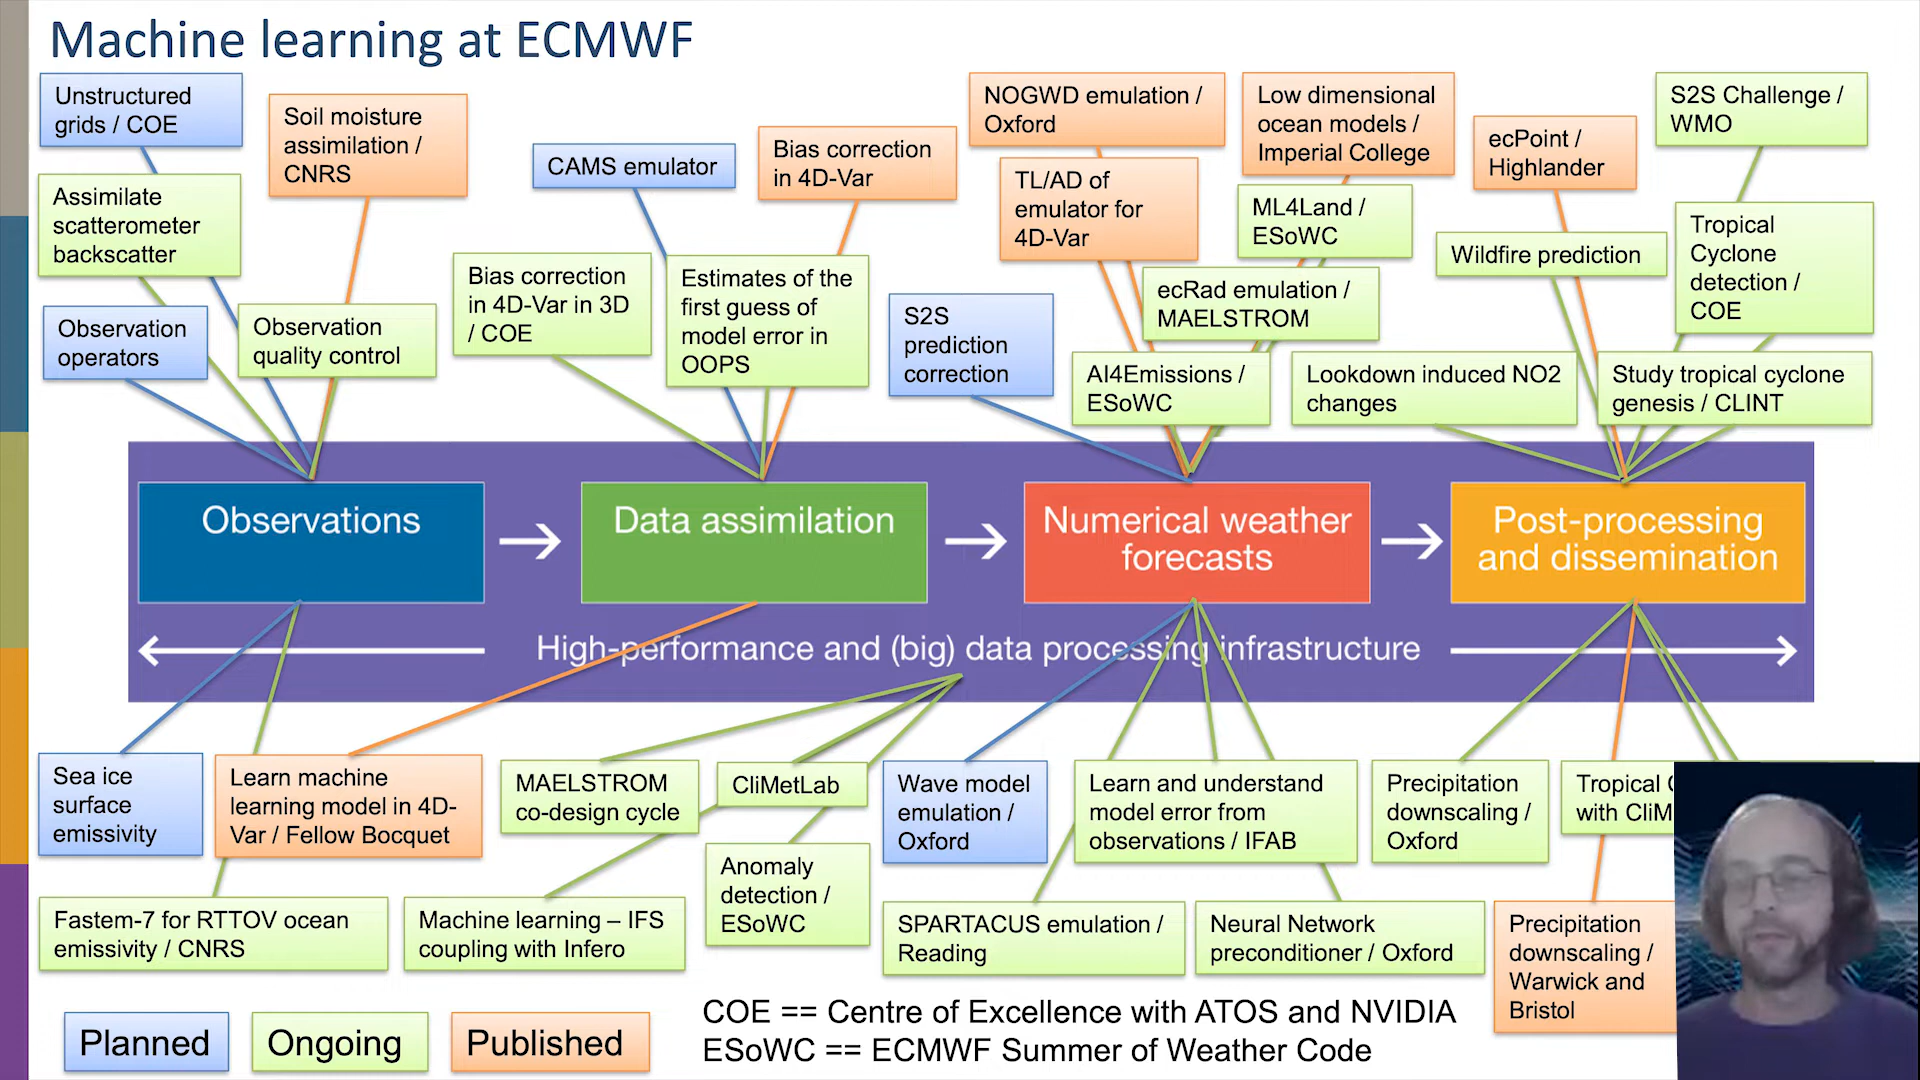 Machine learning at ECMWF
Unstructured
grids / COE
Soil moisture
assimilation /
CNRS
Assimilate
scatterometer
backscatter
Observation
operators
Observation
quality control
CAMS emulator
Bias correction
in 4D-Var
Bias correction
in 4D-Var in 3D
/ COE
Estimates of the
first guess of
model error in
OOPS
NOGWD emulation /
Oxford
TL/AD of
emulator for
4D-Var
Low dimensional
ocean models /
Imperial College
ML4Land /
ESoWC
ecRad emulation /
MAELSTROM
S2S
prediction
correction
AI4Emissions /
ESoWC
ecPoint /
Highlander
S2S Challenge /
WMO
Wildfire prediction
Tropical
Cyclone
detection /
COE
Lookdown induced NO2
changes
Study tropical cyclone
genesis / CLINT
Observations
Data assimilation
Numerical weather
forecasts
Post-processing
and dissemination
High-performance and (big) data processing infrastructure
Sea ice
surface
emissivity
Learn machine
learning model in 4D-
Var / Fellow Bocquet
MAELSTROM
co-design cycle
CliMetLab
Anomaly
detection /
ESoWC
Fastem-7 for RTTOV ocean
emissivity / CNRS
Machine learning – IFS
coupling with Infero
Wave model
emulation /
Oxford
Learn and understand
model error from
observations / IFAB
SPARTACUS emulation /
Reading
Neural Network
preconditioner / Oxford
Precipitation
downscaling /
Oxford
Tropical
with
Precipitation
downscaling /
Warwick and
Bristol
Planned
Ongoing
Published
COE == Centre of Excellence with ATOS and NVIDIA
ESoWC == ECMWF Summer of Weather Code